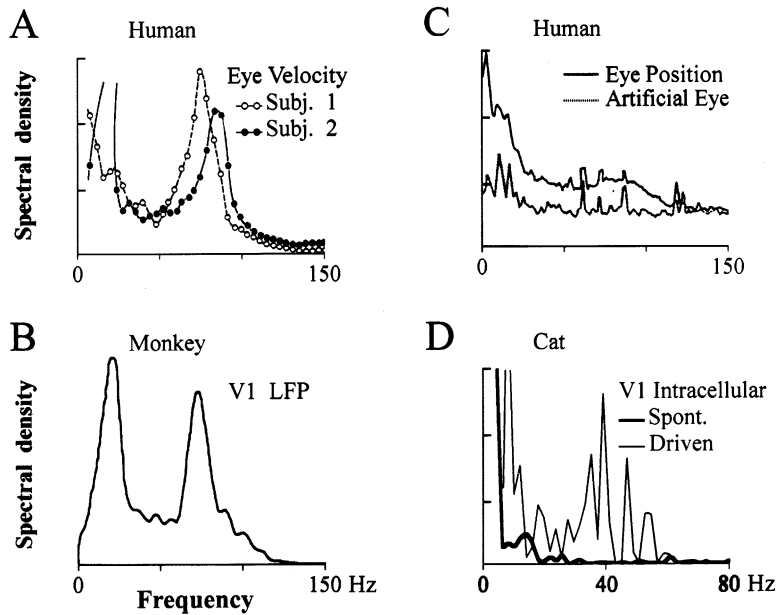 A
Human
Spectral density
Eye Velocity
Subj. 1
Subj. 2
0
150
C
Human
Eye Position
Artificial Eye
0
150
B
Monkey
V1 LFP
Spectral density
0
150 Hz
Frequency
D
Cat
V1 Intracellular
Spont.
Driven
0
40
80 Hz